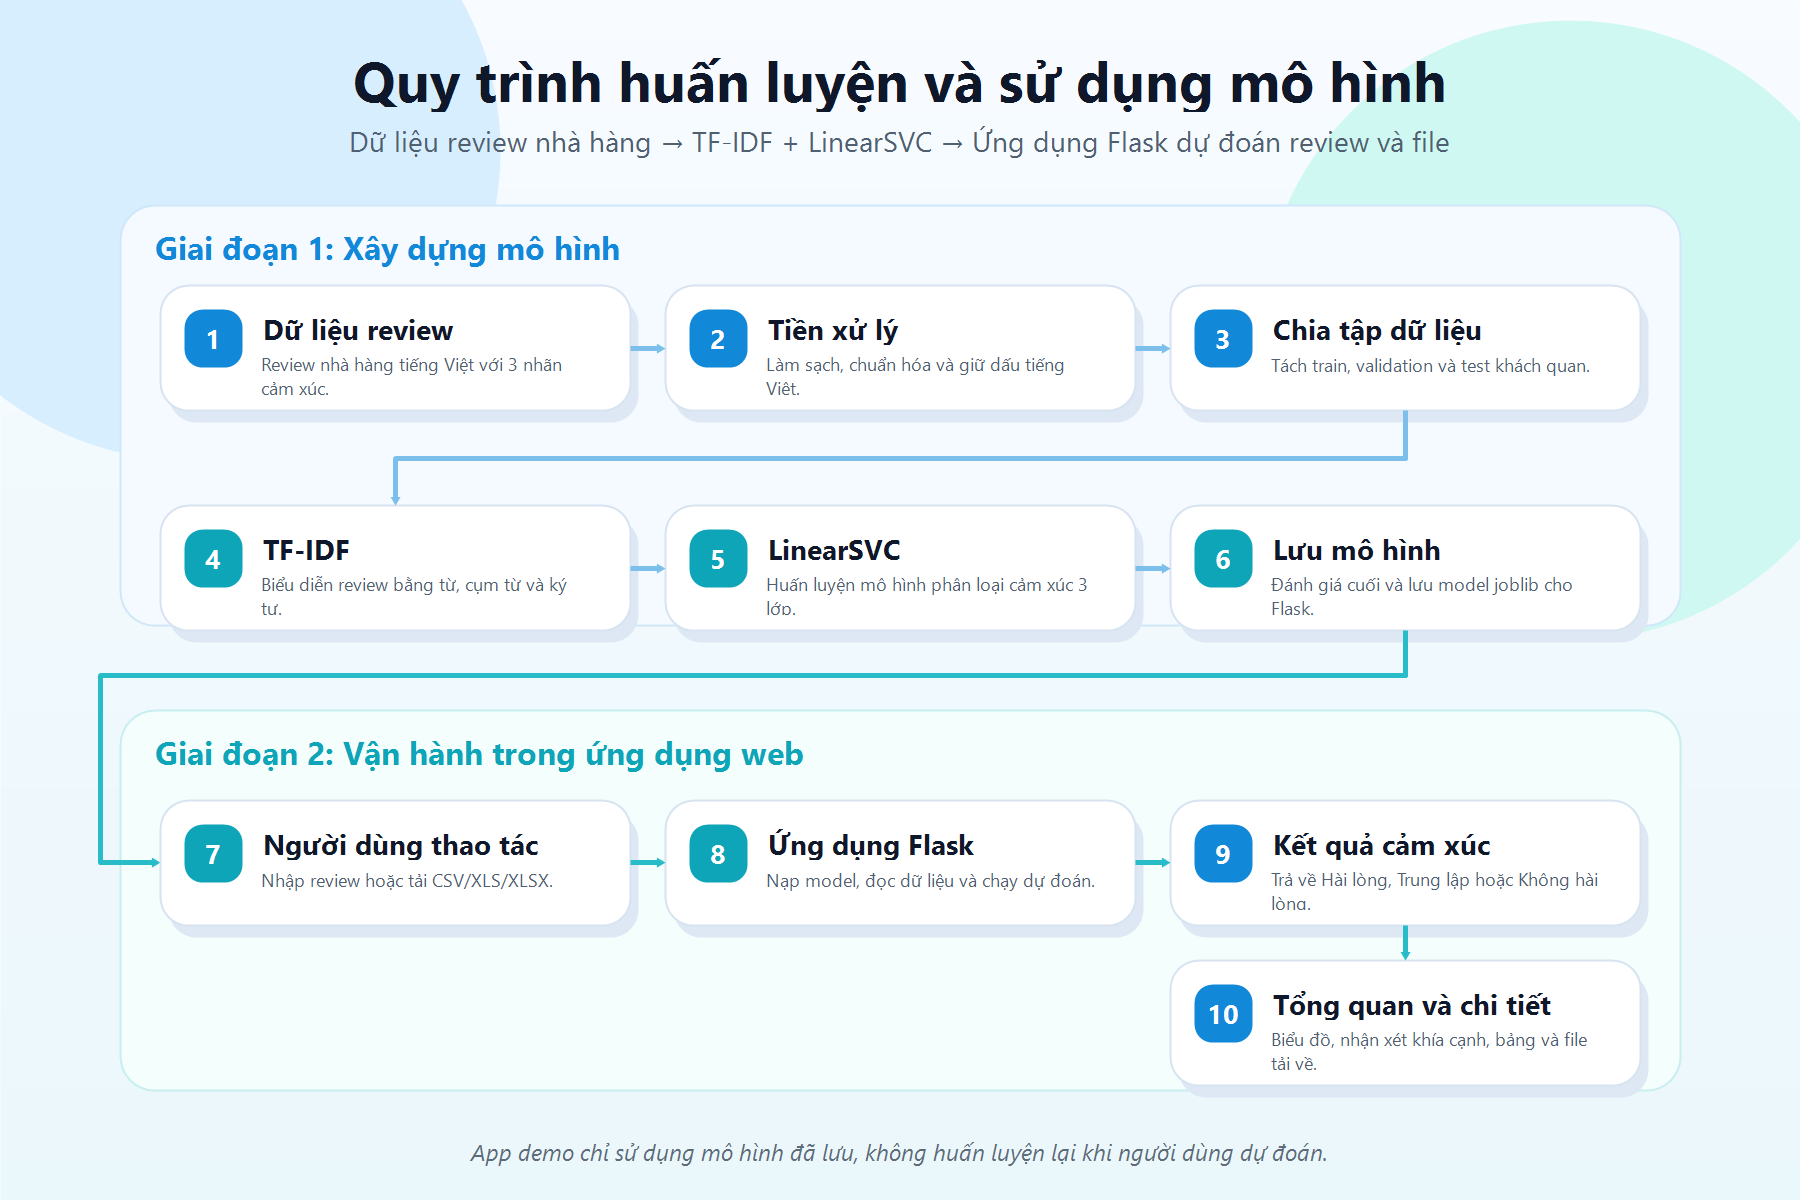 Quy trình huấn luyện và sử dụng mô hình
Dữ liệu review nhà hàng → TF-IDF + LinearSVC → Ứng dụng Flask dự đoán review và file
Giai đoạn 1: Xây dựng mô hình
1
Dữ liệu review
Review nhà hàng tiếng Việt với 3 nhãn
cảm xúc.
2
Tiền xử lý
Làm sạch, chuẩn hóa và giữ dấu tiếng
Việt.
3
Chia tập dữ liệu
Tách train, validation và test khách quan.
4
TF-IDF
Biểu diễn review bằng từ, cụm từ và ký
tự.
5
LinearSVC
Huấn luyện mô hình phân loại cảm xúc 3
lớp.
6
Lưu mô hình
Đánh giá cuối và lưu model joblib cho
Flask.
Giai đoạn 2: Vận hành trong ứng dụng web
7
Người dùng thao tác
Nhập review hoặc tải CSV/XLS/XLSX.
8
Ứng dụng Flask
Nạp model, đọc dữ liệu và chạy dự đoán.
9
Kết quả cảm xúc
Trả về Hài lòng, Trung lập hoặc Không hài
lòng.
10
Tổng quan và chi tiết
Biểu đồ, nhận xét khía cạnh, bảng và file
tải về.
App demo chỉ sử dụng mô hình đã lưu, không huấn luyện lại khi người dùng dự đoán.